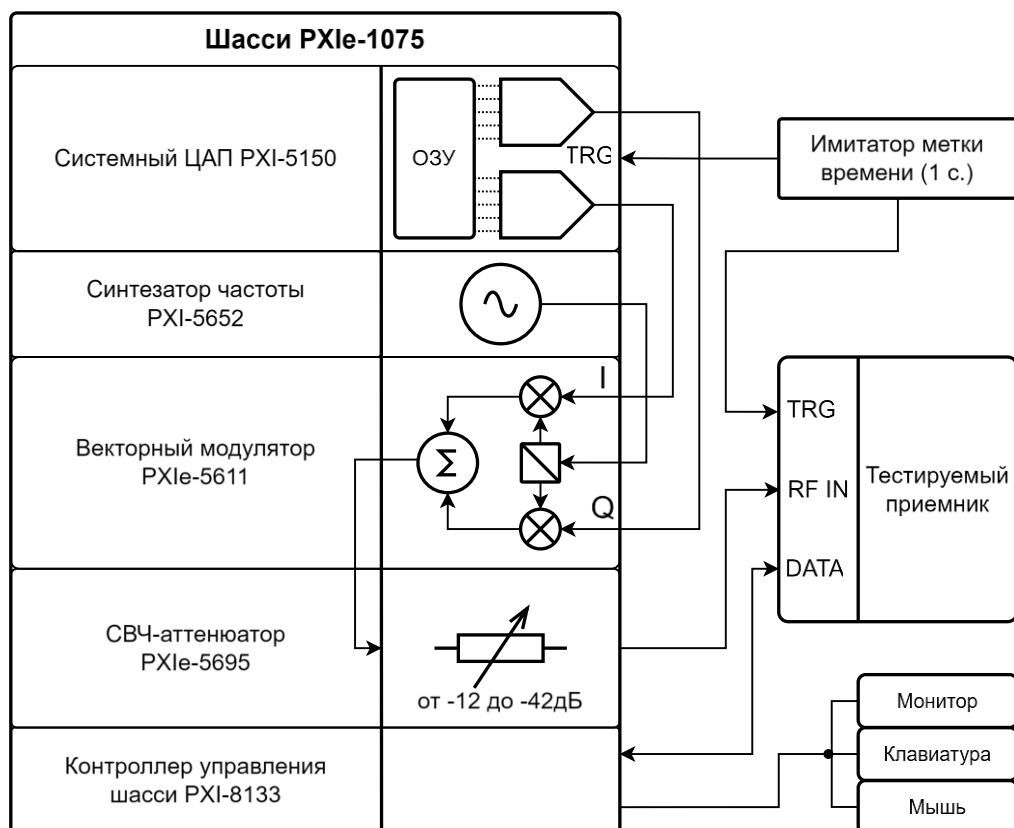 Шасси PXIe-1075
Системный ЦАП PXI-5150
ОЗУ
TRG
Имитатор метки
времени (1 с.)
Синтезатор частоты
PXI-5652
Векторный модулятор
PXIe-5611
I
Σ
Q
TRG
RF IN
DATA
Тестируемый
приемник
СВЧ-аттенюатор
PXIe-5695
от -12 до -42дБ
Контроллер управления
шасси PXI-8133
Монитор
Клавиатура
Мышь